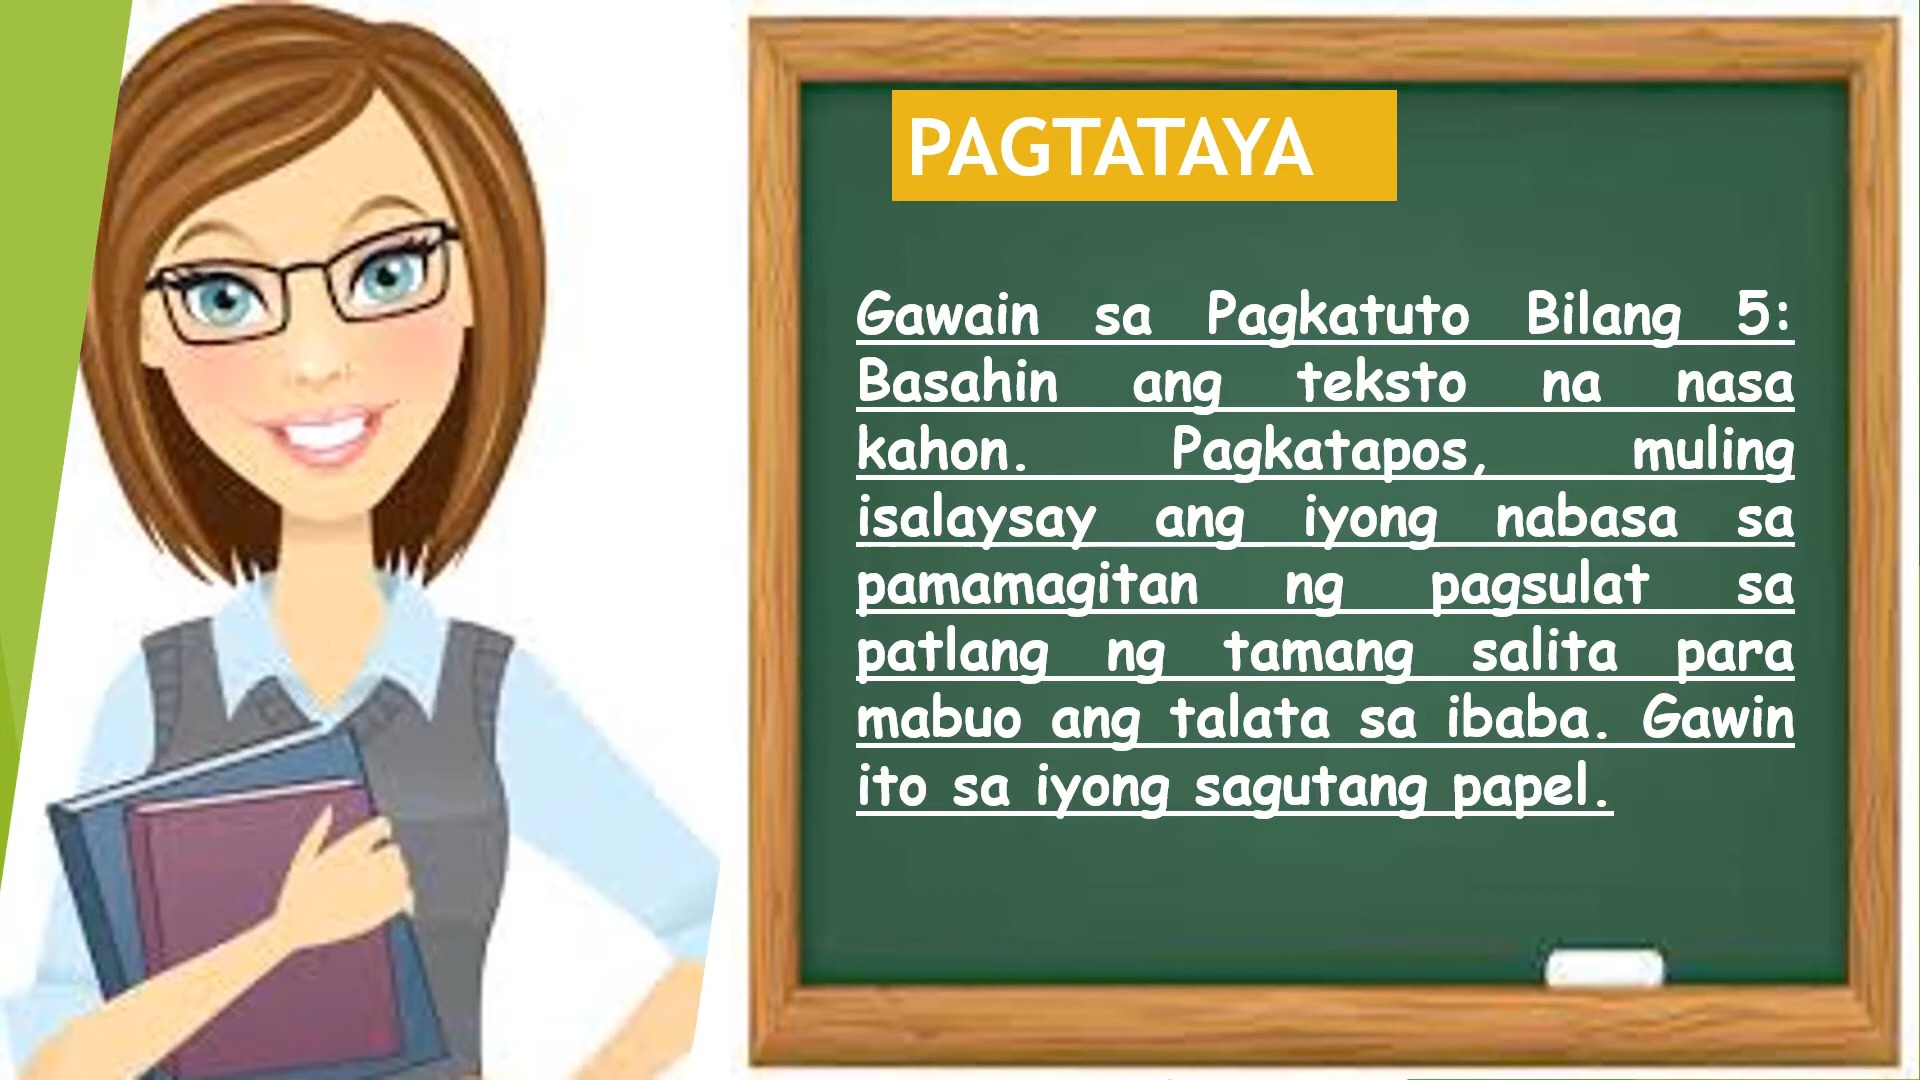 PAGTATAYA
Gawain sa Pagkatuto Bilang 5:
Basahin ang teksto na nasa
kahon. Pagkatapos, muling
isalaysay ang iyong nabasa sa
pamamagitan ng pagsulat sa
patlang ng tamang salita para
mabuo ang talata sa ibaba. Gawin
ito sa iyong sagutang papel.